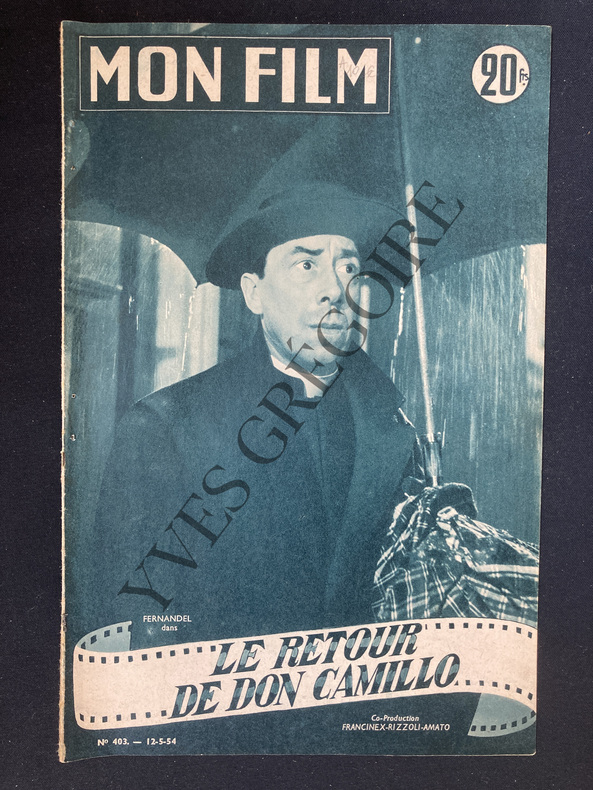 MON FILM
20 frs
YVES GRÉGOIRE
FERNANDEL
dans
LE RETOUR
DE DON CAMILLO
Co-Production
FRANCINEX-RIZZOLI-AMATO
Nº 403. — 12-5-54